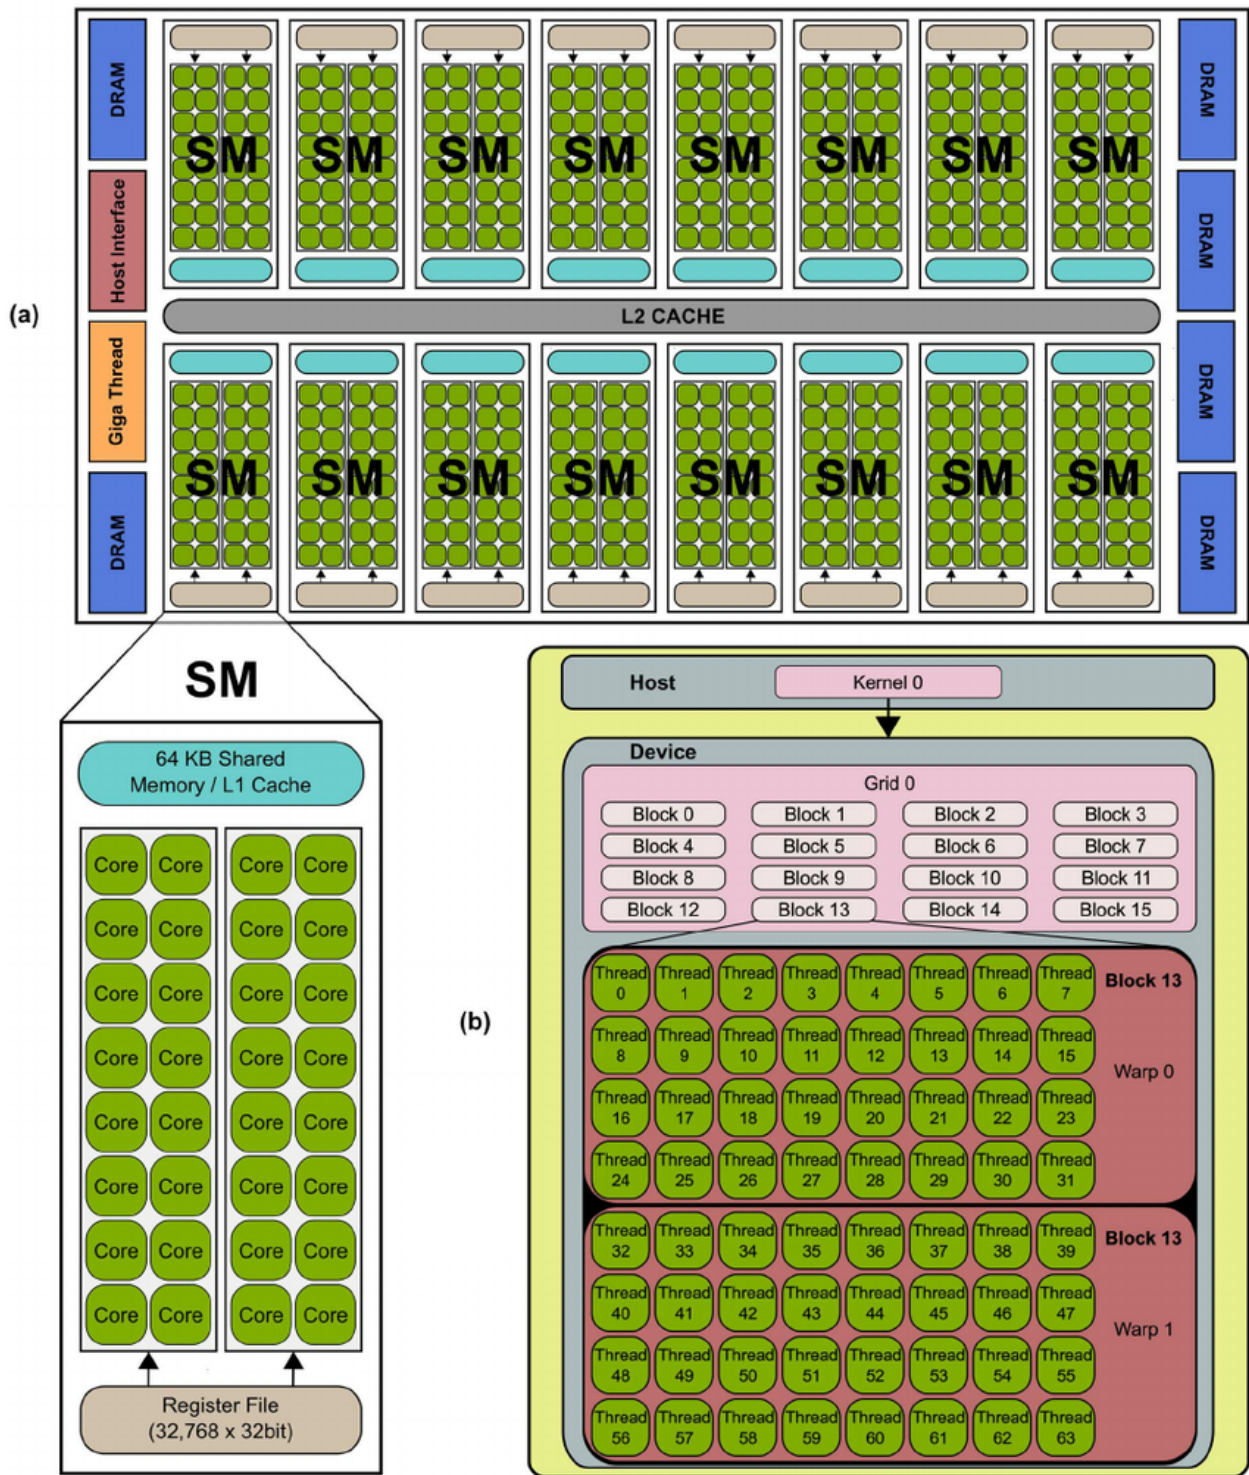 (a)
DRAM
Host Interface
Giga Thread
DRAM
SM SM SM SM SM SM SM SM
L2 CACHE
SM SM SM SM SM SM SM SM
DRAM
DRAM
DRAM
DRAM
SM
64 KB Shared
Memory / L1 Cache
Core Core Core Core
Core Core Core Core
Core Core Core Core
Core Core Core Core
Core Core Core Core
Core Core Core Core
Core Core Core Core
Core Core Core Core
Register File
(32,768 x 32bit)
(b)
Host
Kernel 0
Device
Grid 0
Block 0 Block 1 Block 2 Block 3
Block 4 Block 5 Block 6 Block 7
Block 8 Block 9 Block 10 Block 11
Block 12 Block 13 Block 14 Block 15
Thread Thread Thread Thread Thread Thread Thread Thread
0 1 2 3 4 5 6 7
Block 13
Thread Thread Thread Thread Thread Thread Thread Thread
8 9 10 11 12 13 14 15
Warp 0
Thread Thread Thread Thread Thread Thread Thread Thread
16 17 18 19 20 21 22 23
Thread Thread Thread Thread Thread Thread Thread Thread
24 25 26 27 28 29 30 31
Thread Thread Thread Thread Thread Thread Thread Thread
32 33 34 35 36 37 38 39
Block 13
Thread Thread Thread Thread Thread Thread Thread Thread
40 41 42 43 44 45 46 47
Warp 1
Thread Thread Thread Thread Thread Thread Thread Thread
48 49 50 51 52 53 54 55
Thread Thread Thread Thread Thread Thread Thread Thread
56 57 58 59 60 61 62 63